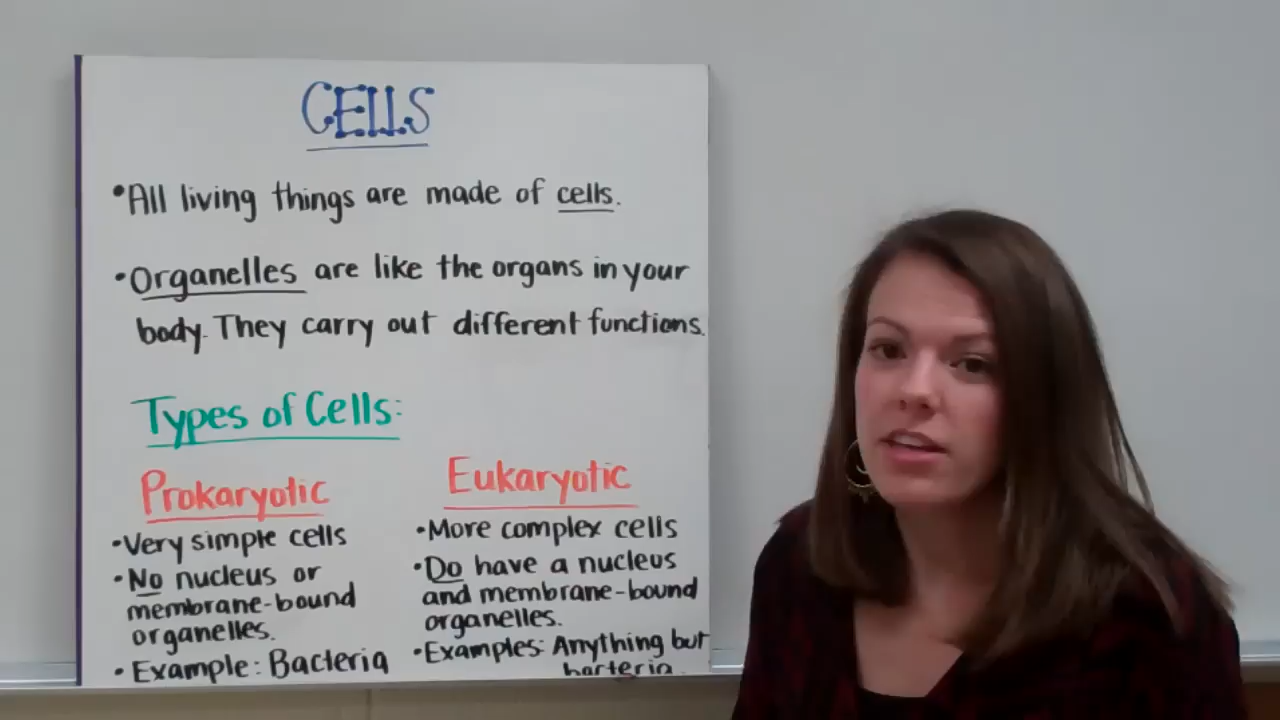 CELLS
•All living things are made of cells.
•Organelles are like the organs in your
body. They carry out different functions.
Types of Cells:
Prokaryotic
•Very simple cells
•No nucleus or
membrane-bound
organelles.
•Example: Bacteria
Eukaryotic
•More complex cells
•Do have a nucleus
and membrane-bound
organelles.
•Examples: Anything but
bacteria.